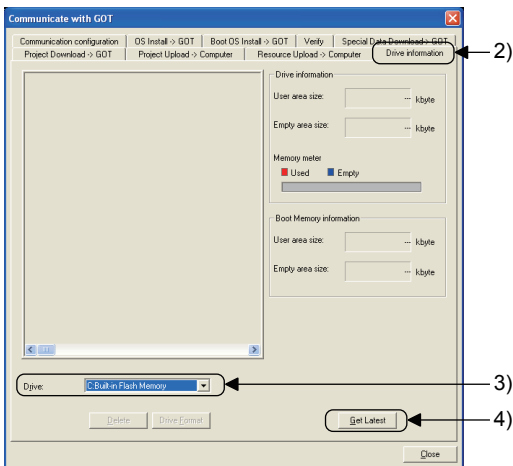 Communicate with GOT
Communication configuration OS Install -> GOT Boot OS Install -> GOT Verify Special Data Download-> GOT
Project Download -> GOT Project Upload -> Computer Resource Upload -> Computer Drive information
2)
Drive information
User area size: --- kbyte
Empty area size: --- kbyte
Memory meter
Used Empty
Boot Memory information
User area size: --- kbyte
Empty area size: --- kbyte
Drive: C:Built-in Flash Memory
3)
Delete Drive Format Get Latest
4)
Close